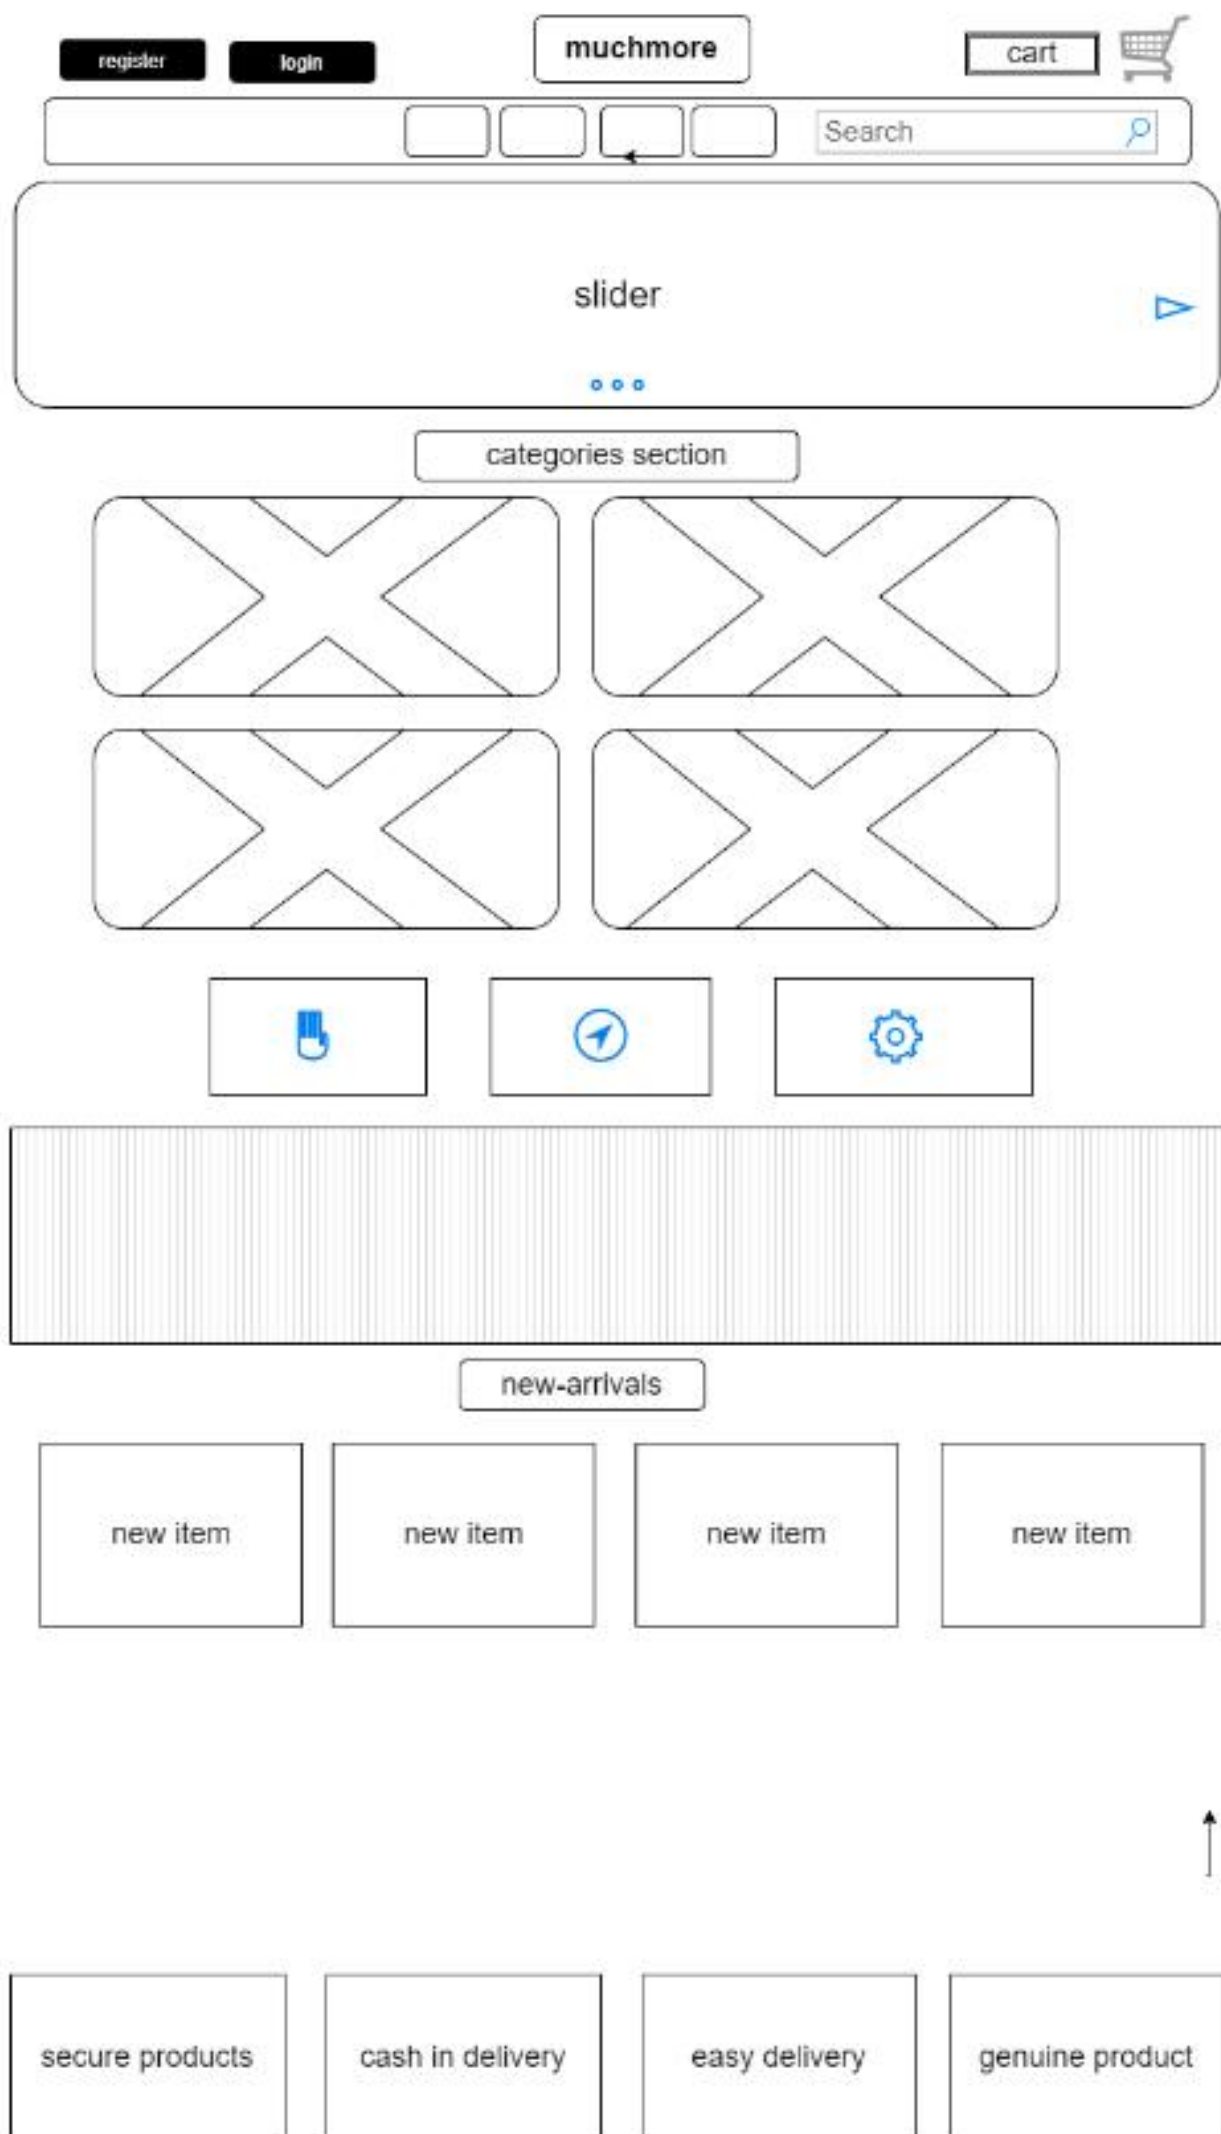 register
login
muchmore
cart
Search
slider
categories section
new-arrivals
new item
new item
new item
new item
secure products
cash in delivery
easy delivery
genuine product